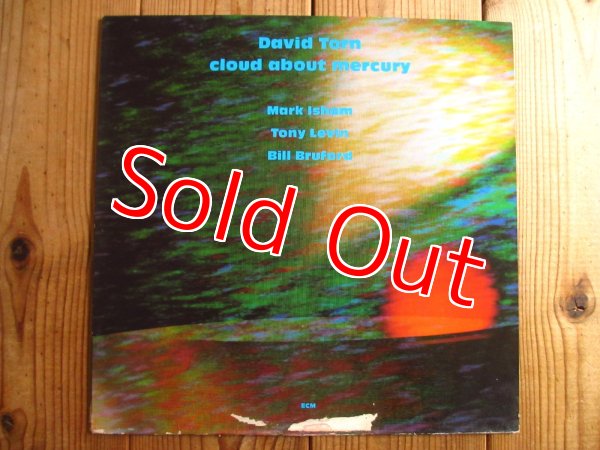 David Torn
cloud about mercury
Mark Isham
Tony Levin
Bill Bruford
Sold Out
ECM